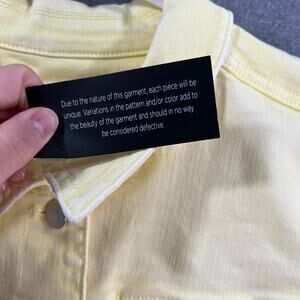 Due to the nature of this garment, each piece will be
unique. Variations in the pattern and/or color add to
the beauty of the garment and should in no way
be considered defective.